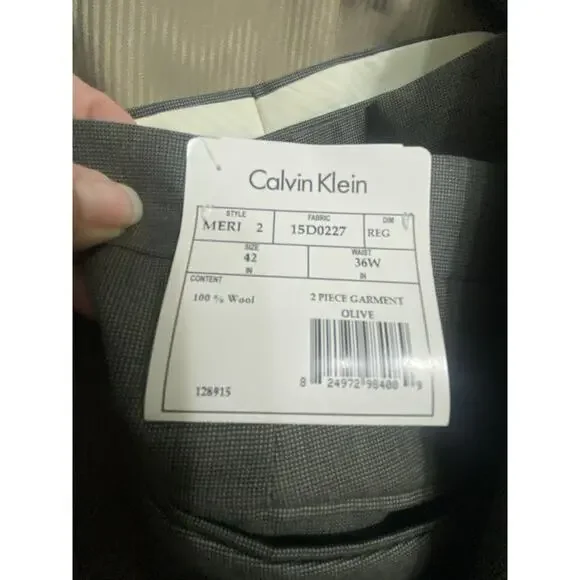 Calvin Klein
STYLE FABRIC DIM
MERI 2 15D0227 REG
SIZE WAIST
42 36W
IN IN
CONTENT
100 % Wool 2 PIECE GARMENT
OLIVE
8 24972 98400 9
128915